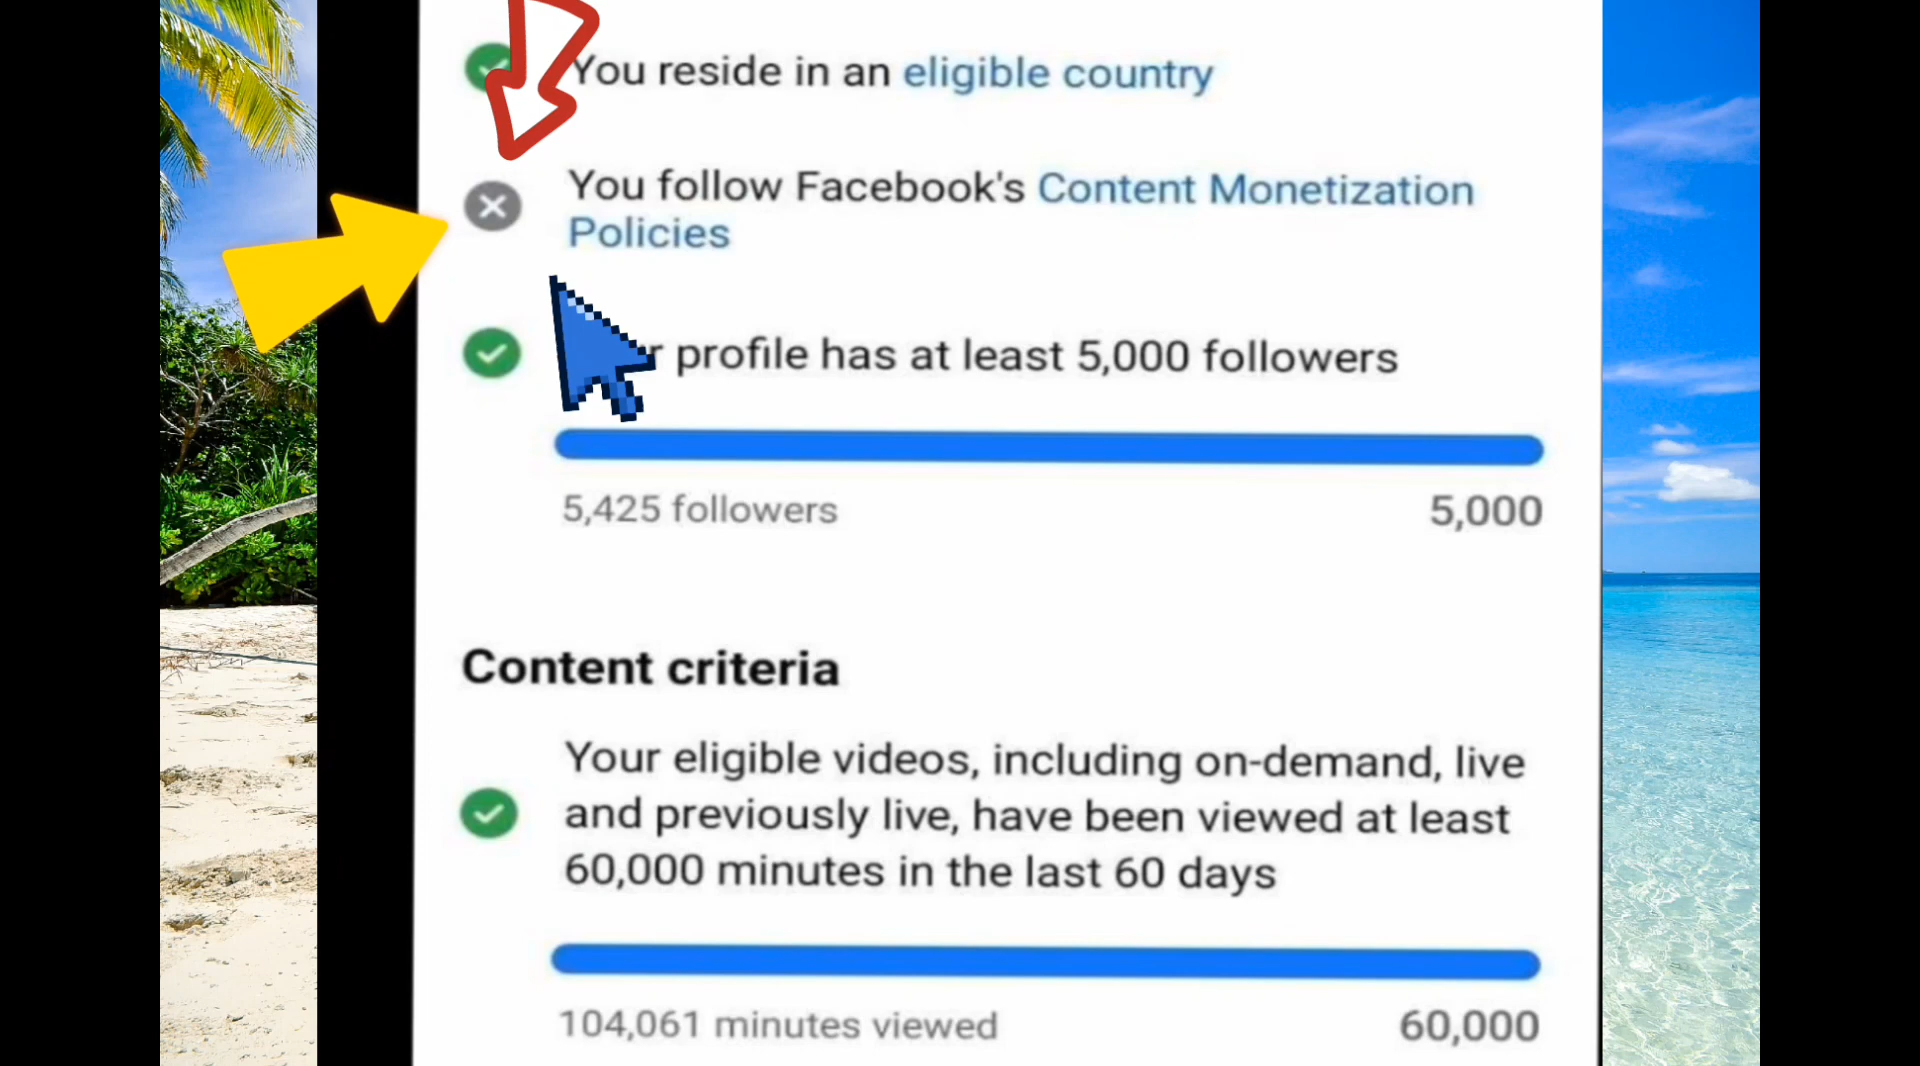 You reside in an eligible country
You follow Facebook's Content Monetization
Policies
r profile has at least 5,000 followers
5,425 followers
5,000
Content criteria
Your eligible videos, including on-demand, live
and previously live, have been viewed at least
60,000 minutes in the last 60 days
104,061 minutes viewed
60,000